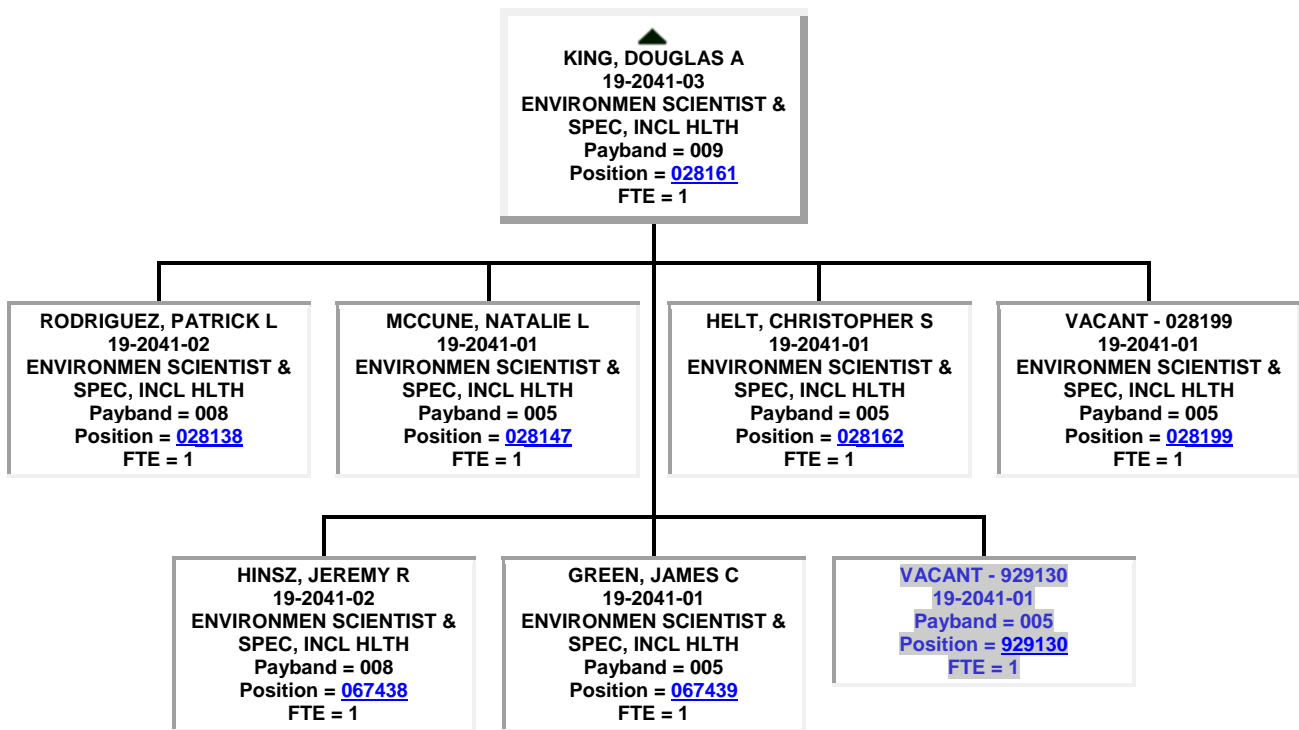 KING, DOUGLAS A
19-2041-03
ENVIRONMEN SCIENTIST &
SPEC, INCL HLTH
Payband = 009
Position = 028161
FTE = 1
RODRIGUEZ, PATRICK L
19-2041-02
ENVIRONMEN SCIENTIST &
SPEC, INCL HLTH
Payband = 008
Position = 028138
FTE = 1
MCCUNE, NATALIE L
19-2041-01
ENVIRONMEN SCIENTIST &
SPEC, INCL HLTH
Payband = 005
Position = 028147
FTE = 1
HELT, CHRISTOPHER S
19-2041-01
ENVIRONMEN SCIENTIST &
SPEC, INCL HLTH
Payband = 005
Position = 028162
FTE = 1
VACANT - 028199
19-2041-01
ENVIRONMEN SCIENTIST &
SPEC, INCL HLTH
Payband = 005
Position = 028199
FTE = 1
HINSZ, JEREMY R
19-2041-02
ENVIRONMEN SCIENTIST &
SPEC, INCL HLTH
Payband = 008
Position = 067438
FTE = 1
GREEN, JAMES C
19-2041-01
ENVIRONMEN SCIENTIST &
SPEC, INCL HLTH
Payband = 005
Position = 067439
FTE = 1
VACANT - 929130
19-2041-01
Payband = 005
Position = 929130
FTE = 1